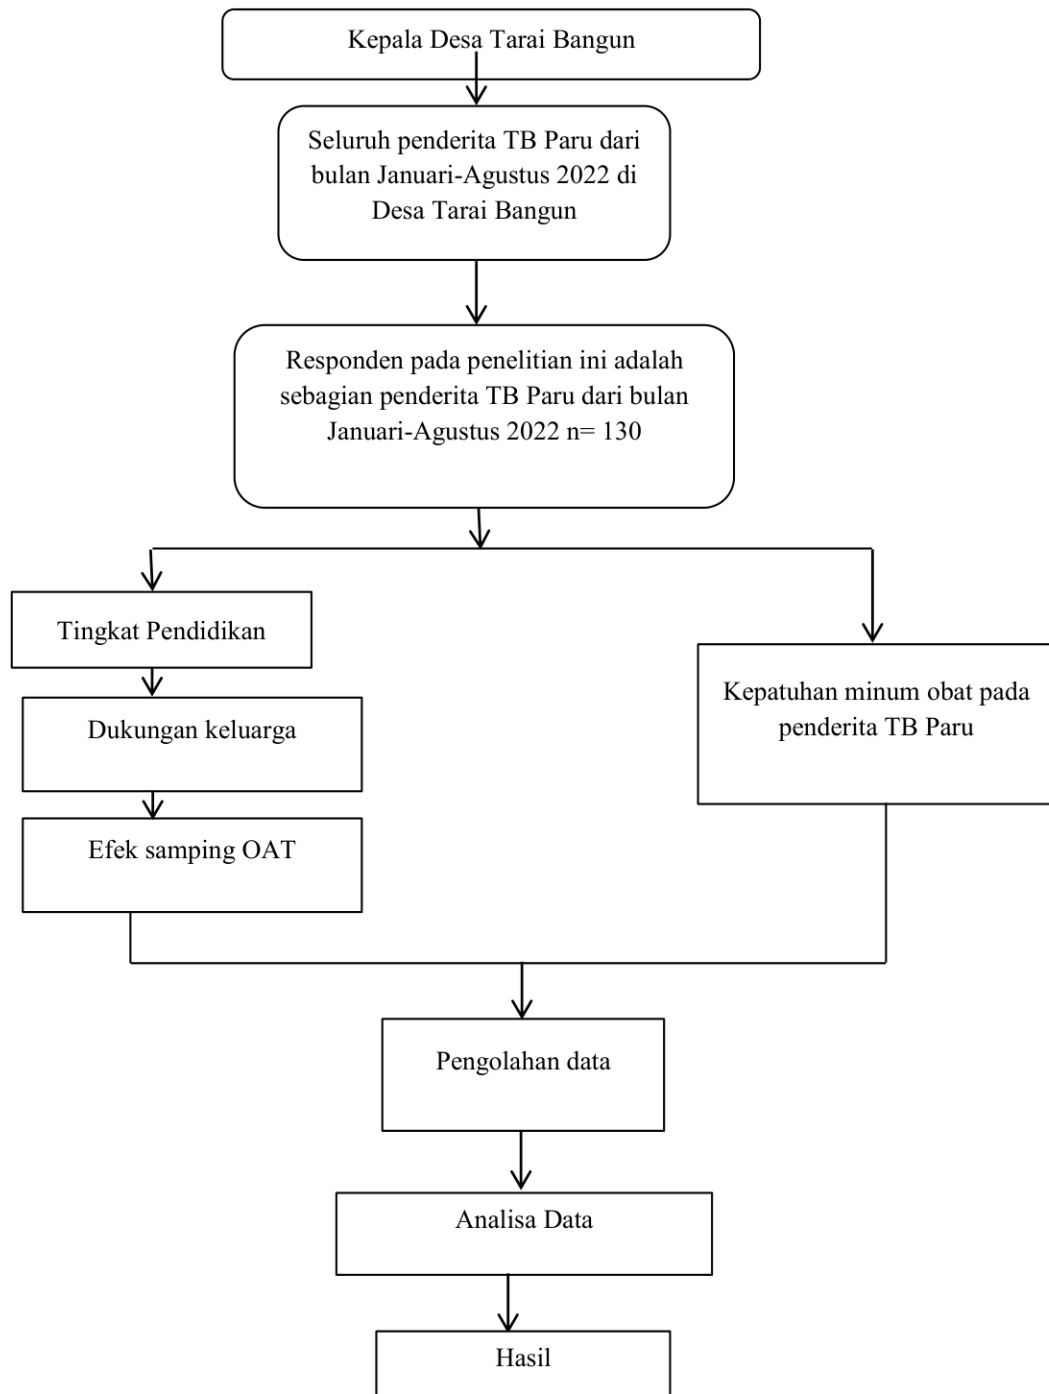 Kepala Desa Tarai Bangun
Seluruh penderita TB Paru dari
bulan Januari-Agustus 2022 di
Desa Tarai Bangun
Responden pada penelitian ini adalah
sebagian penderita TB Paru dari bulan
Januari-Agustus 2022 n= 130
Tingkat Pendidikan
Dukungan keluarga
Efek samping OAT
Kepatuhan minum obat pada
penderita TB Paru
Pengolahan data
Analisa Data
Hasil